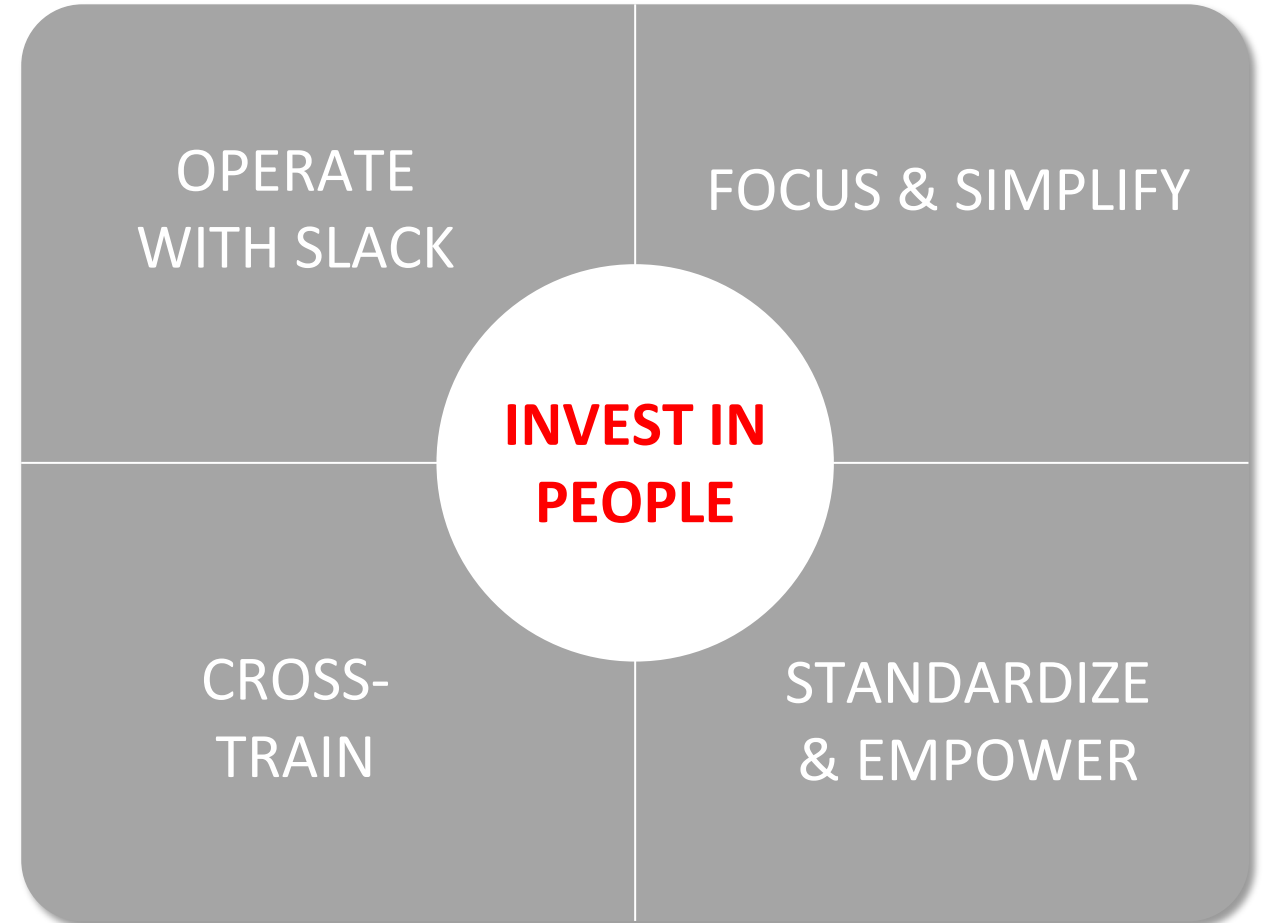 OPERATE
WITH SLACK
FOCUS & SIMPLIFY
INVEST IN
PEOPLE
CROSS-
TRAIN
STANDARDIZE
& EMPOWER